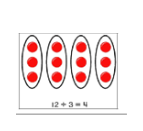 12 ÷ 3 = 4